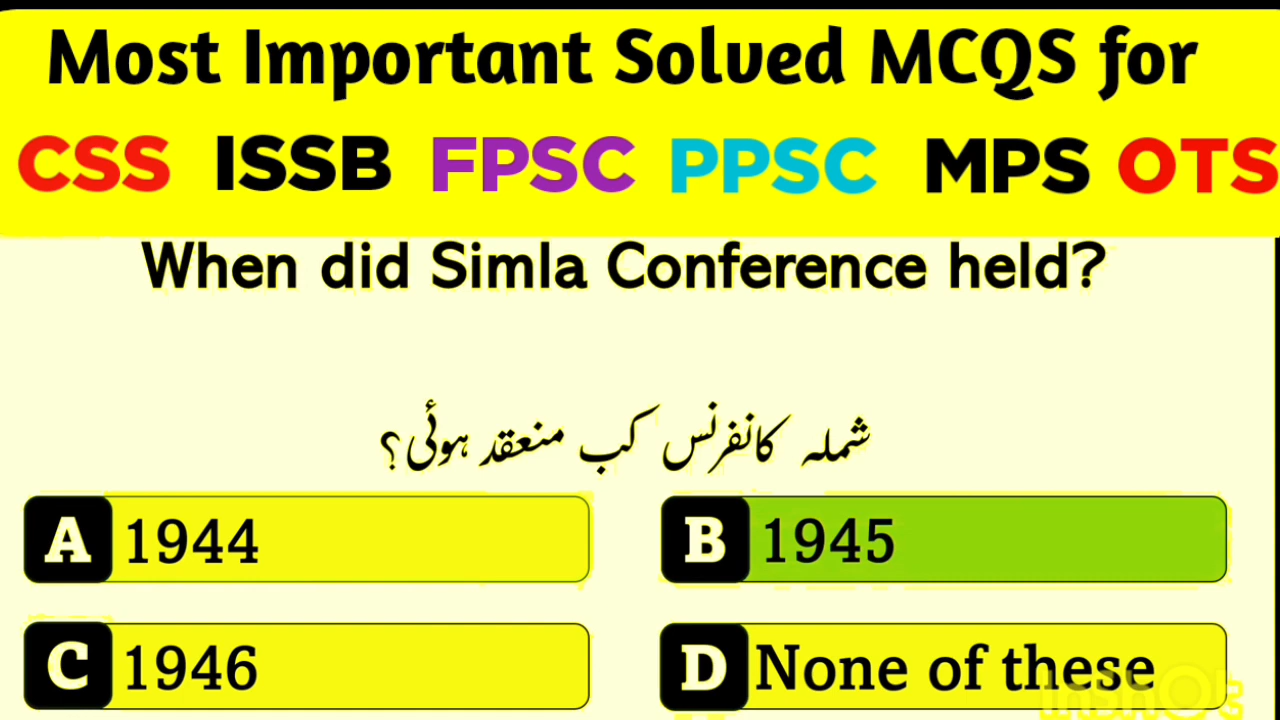 Most Important Solved MCQS for
CSS ISSB FPSC PPSC MPS OTS
When did Simla Conference held?
شملہ کانفرنس کب منعقد ہوئی؟
A 1944
B 1945
C 1946
D None of these
InShOt